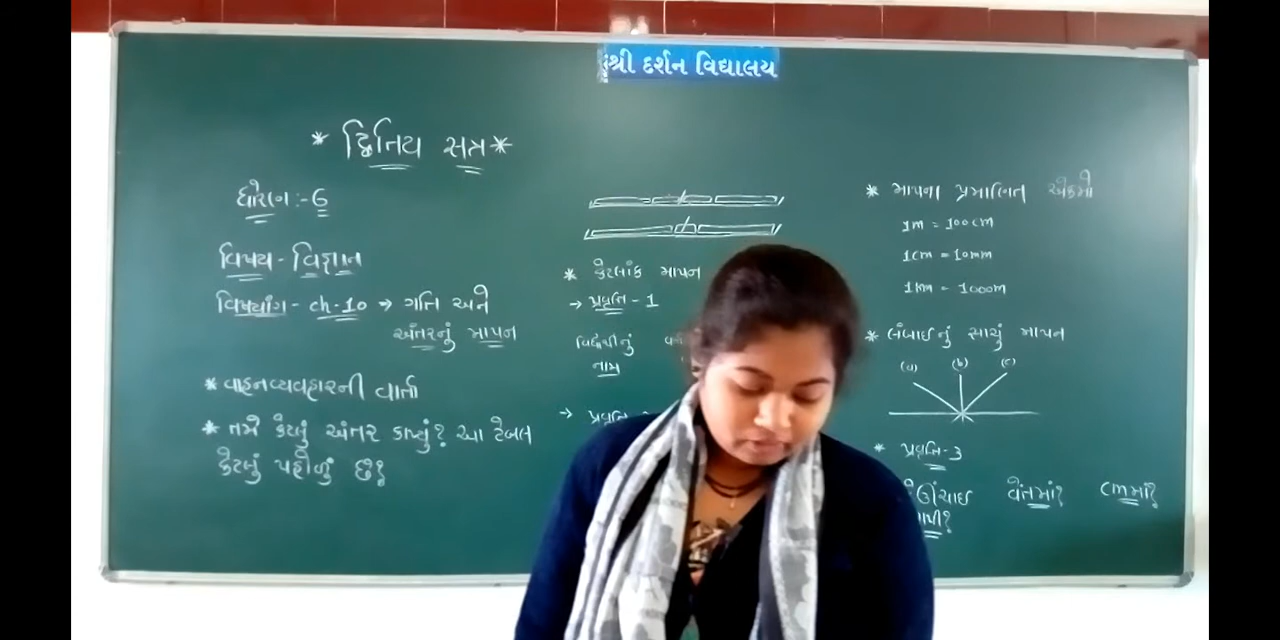 શ્રી દર્શન વિદ્યાલય
* દ્વિતિય સત્ર *
ધોરણ :- 6
વિષય - વિજ્ઞાન
વિષયાંગ - ch-10 → ગતિ અને
અંતરનું માપન
* વાહનવ્યવહારની વાર્તા
* તમે કેટલું અંતર કાપ્યું? આ ટેબલ
કેટલું પહોળું છે?
* કેટલાંક માપન
→ પ્રવૃત્તિ - 1
વિદ્યાર્થીનું
નામ
→
* માપના પ્રમાણિત એકમો
1m = 100cm
1cm = 10mm
1km = 1000m
* લંબાઈનું સાચું માપન
(a) (b) (c)
* પ્રવૃત્તિ-3
ઊંચાઈ વેંતમાં? cmમાં?